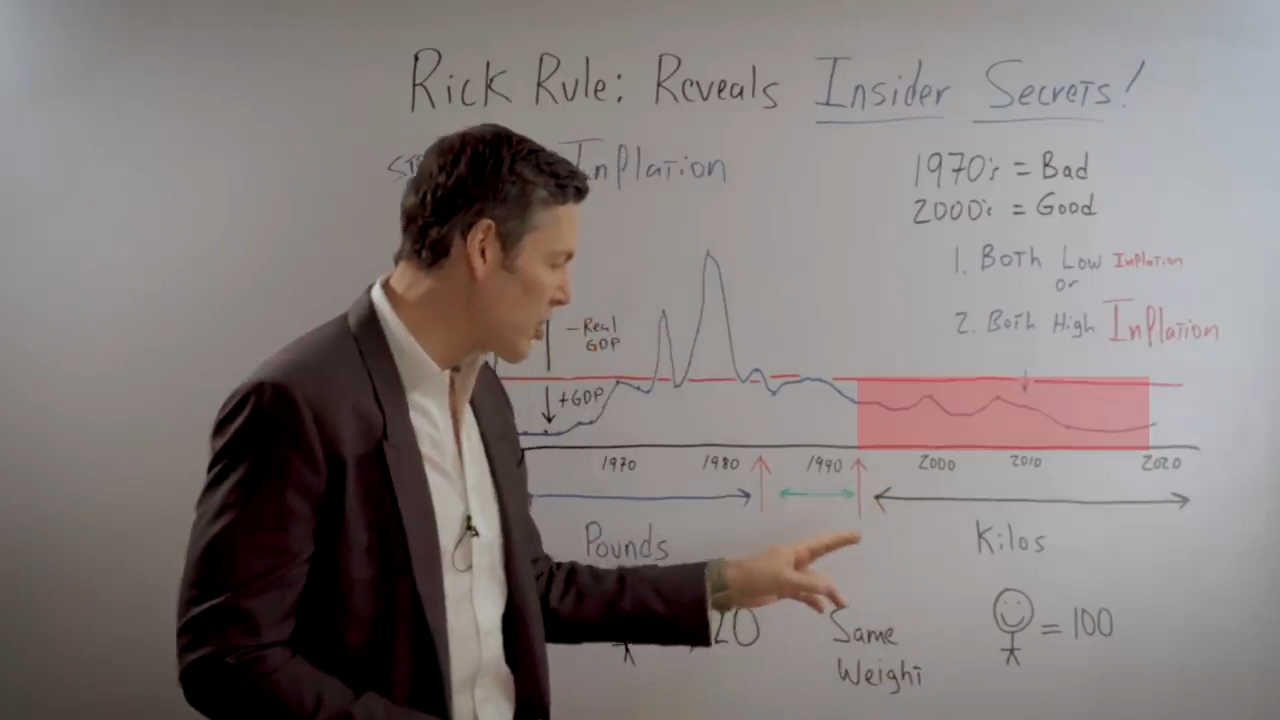 Rick Rule: Reveals Insider Secrets!
Inflation
1970's = Bad
2000's = Good
1. Both Low Inflation
or
2. Both High Inflation
- Real
GDP
+GDP
1970 1980 1990 2000 2010 2020
Pounds
Kilos
Same
Weight
= 100